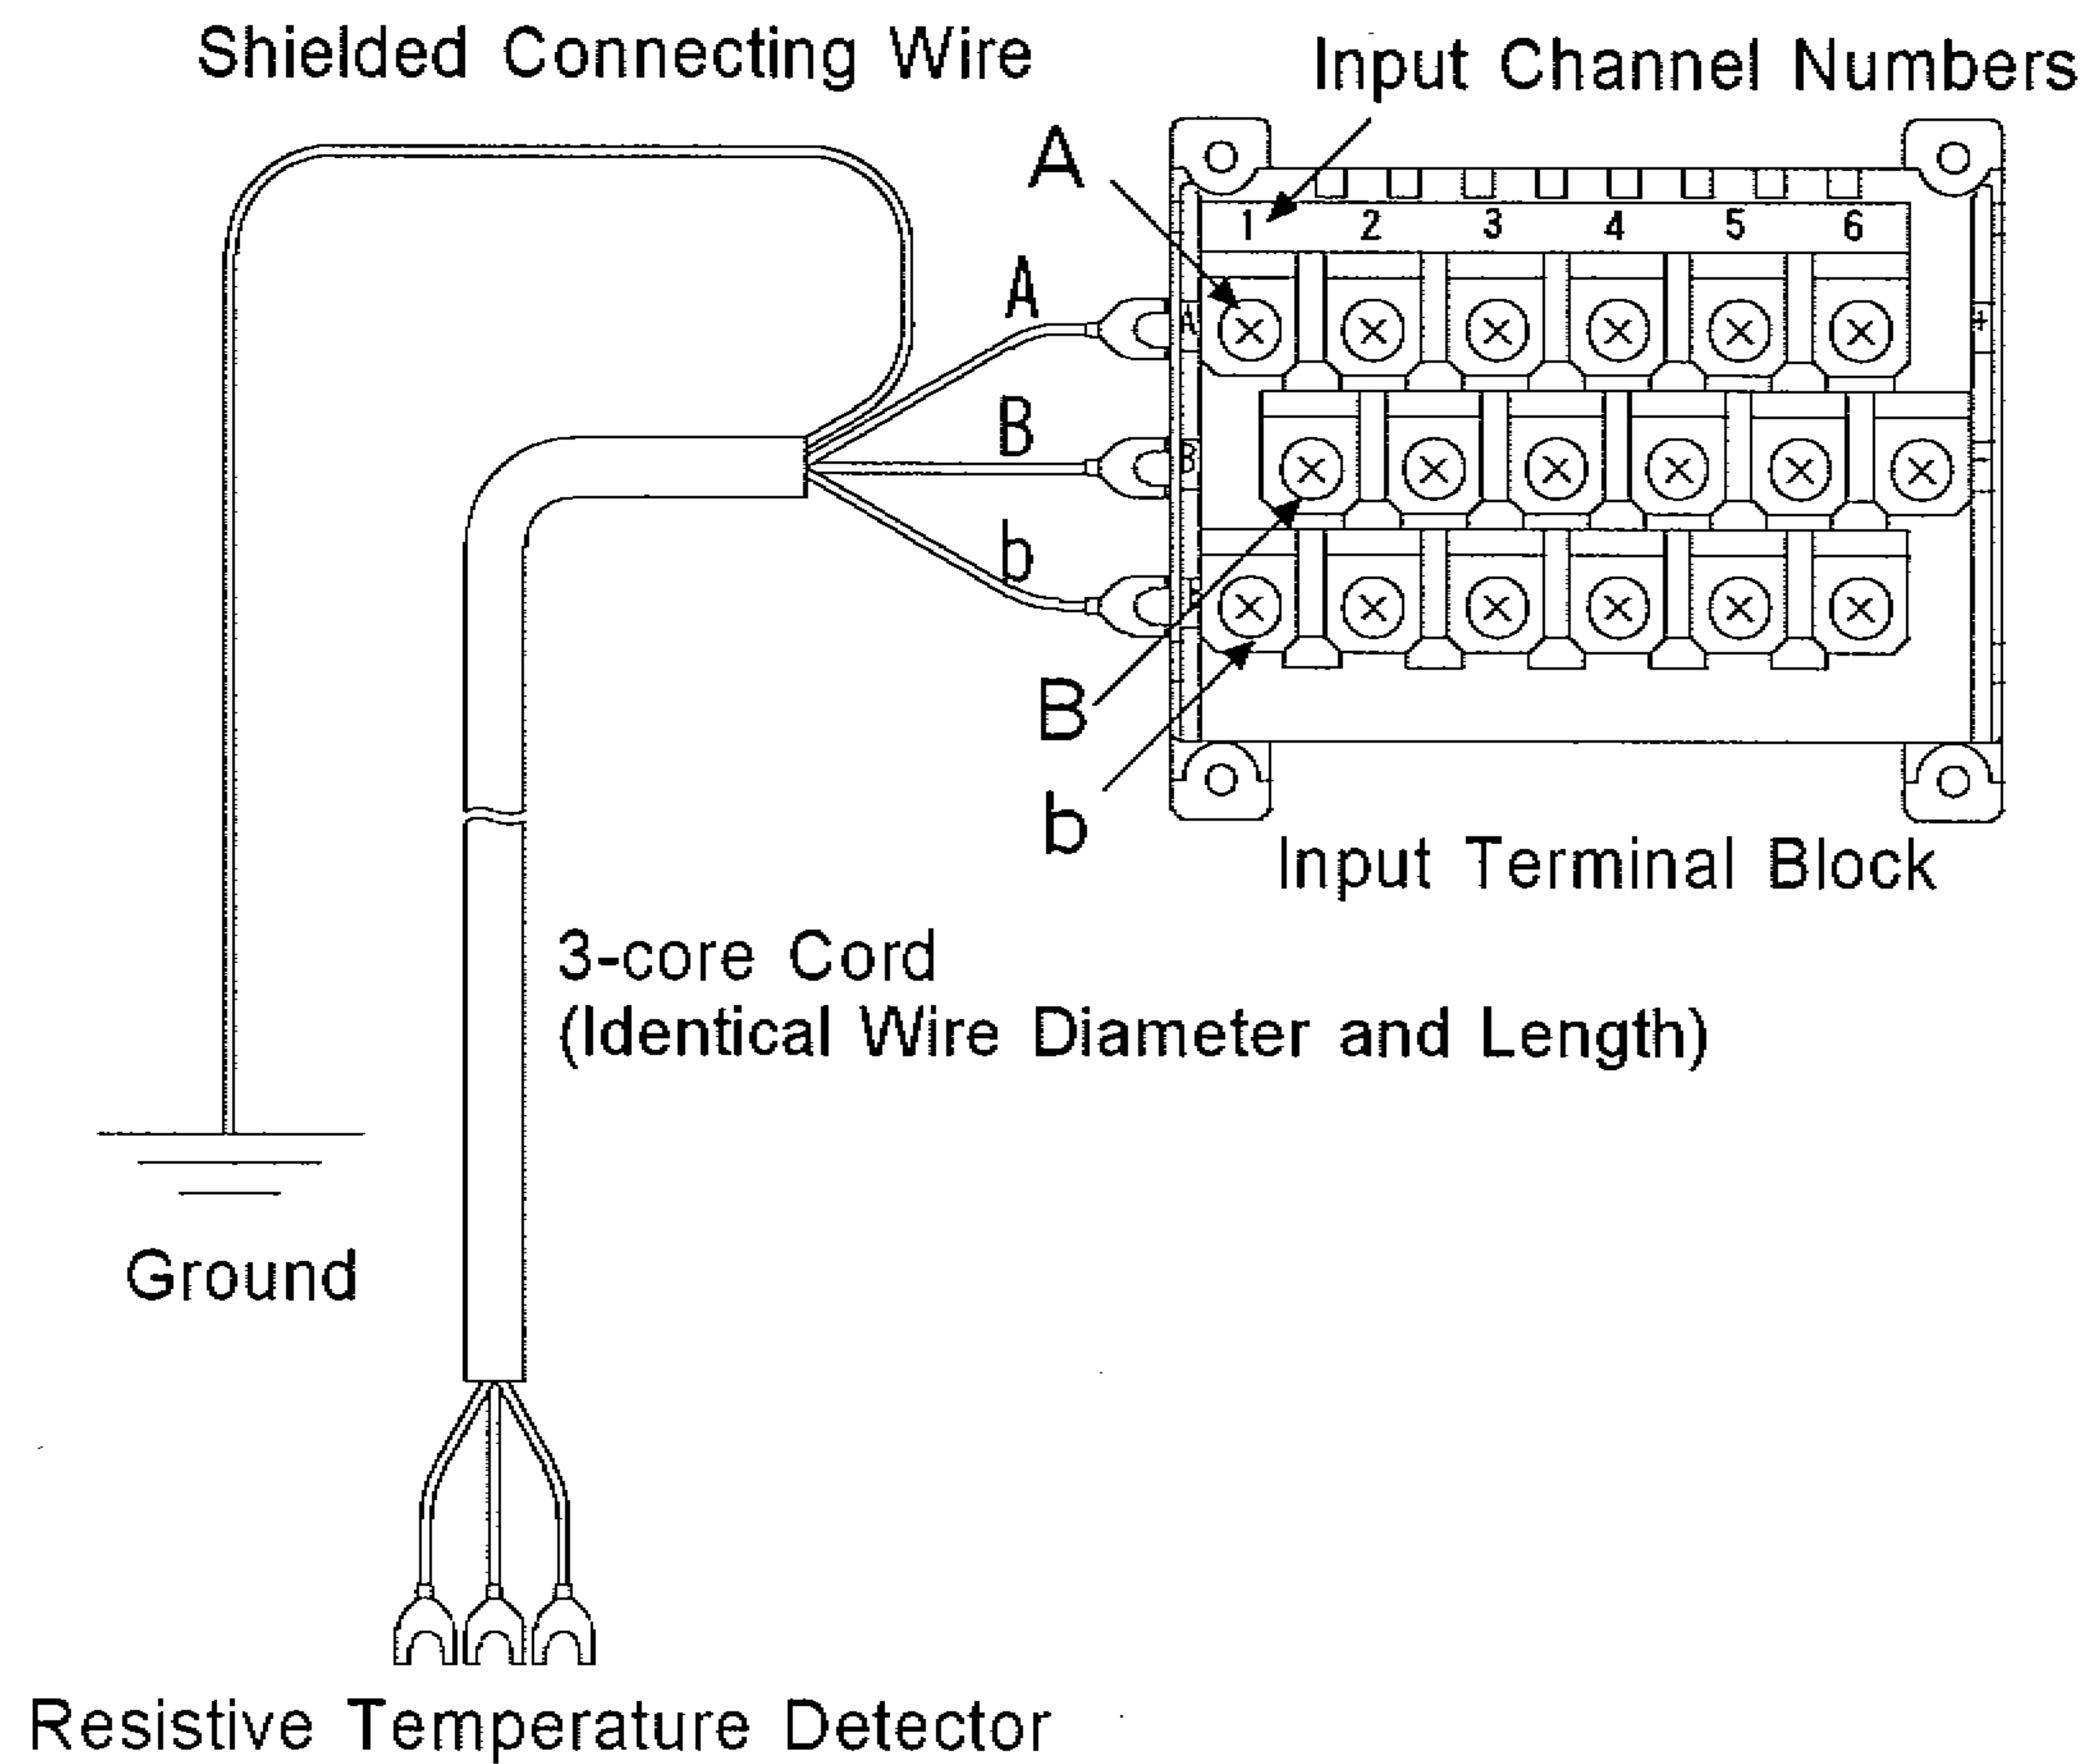 Shielded Connecting Wire
Input Channel Numbers
A
1 2 3 4 5 6
A
A
B
B
b
B
b
Input Terminal Block
3-core Cord
(Identical Wire Diameter and Length)
Ground
Resistive Temperature Detector